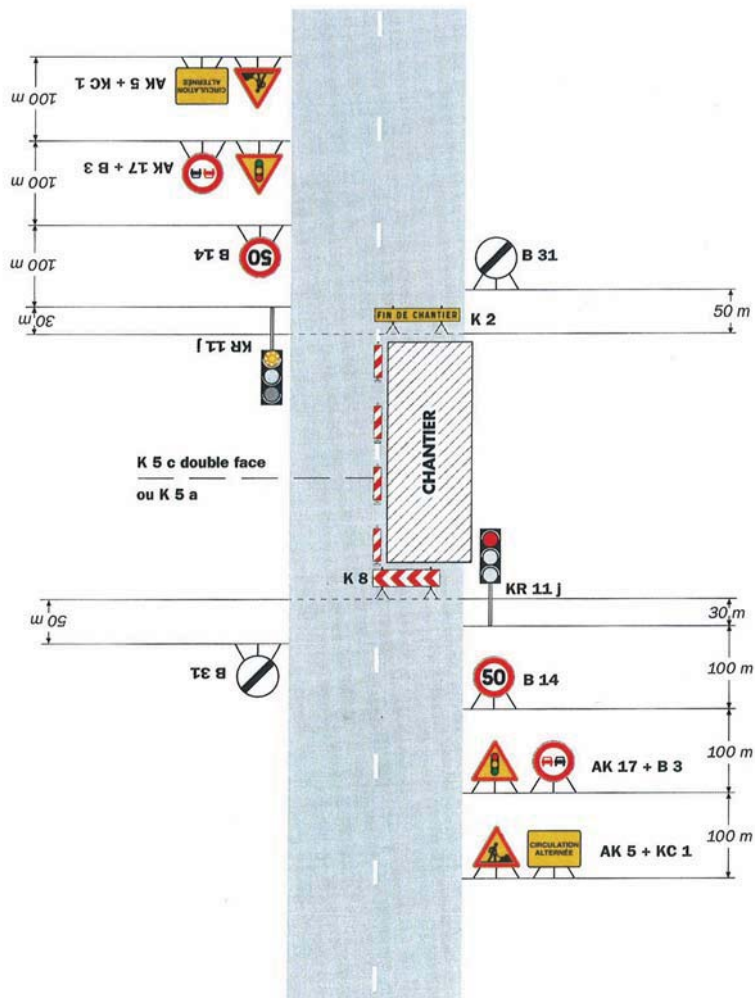 100 m
AK 5 + KC 1
CIRCULATION
ALTERNÉE
100 m
AK 17 + B 3
100 m
B 14
50
B 31
50 m
30 m
KR 11 j
FIN DE CHANTIER
K 2
CHANTIER
K 5 c double face
ou K 5 a
K 8
KR 11 j
50 m
30 m
B 31
50
B 14
100 m
AK 17 + B 3
100 m
CIRCULATION
ALTERNÉE
AK 5 + KC 1
100 m